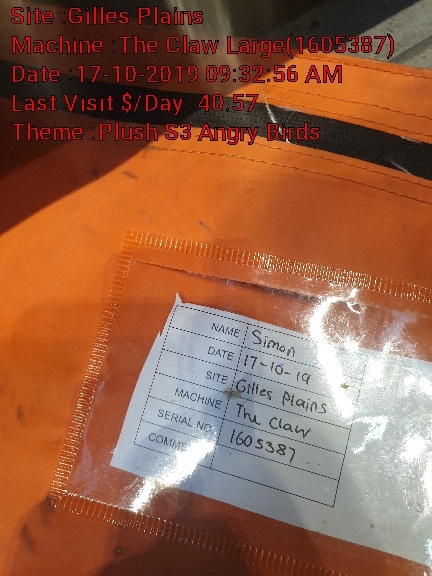 Site :Gilles Plains
Machine :The Claw Large(1605387)
Date :17-10-2019 09:32:56 AM
Last Visit $/Day :40.57
Theme :Plush S3 Angry Birds
NAME Simon
DATE 17-10-19
SITE Gilles Plains
MACHINE The Claw
SERIAL NO. 1605387